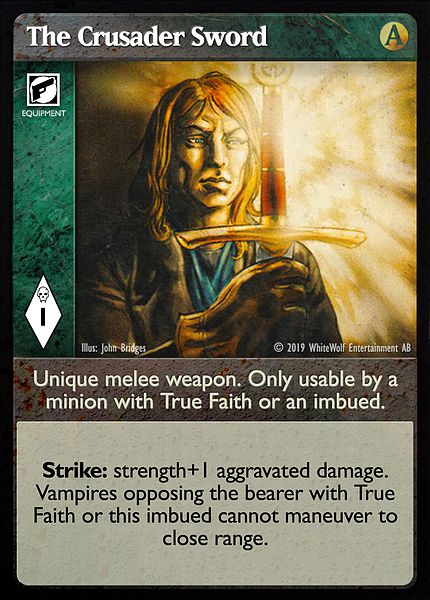 The Crusader Sword
A
EQUIPMENT
1
Illus: John Bridges
© 2019 WhiteWolf Entertainment AB
Unique melee weapon. Only usable by a
minion with True Faith or an imbued.
Strike: strength+1 aggravated damage.
Vampires opposing the bearer with True
Faith or this imbued cannot maneuver to
close range.